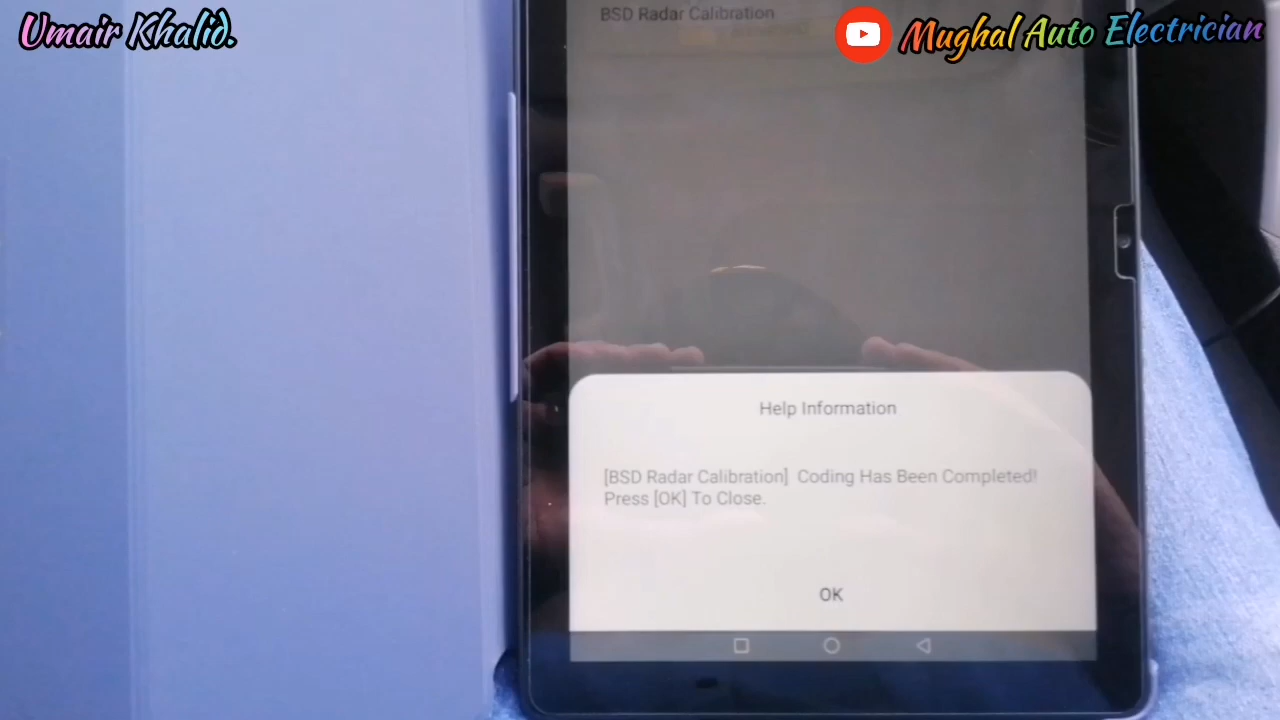 Umair Khalid.
Mughal Auto Electrician
BSD Radar Calibration
Help Information
[BSD Radar Calibration] Coding Has Been Completed!
Press [OK] To Close.
OK